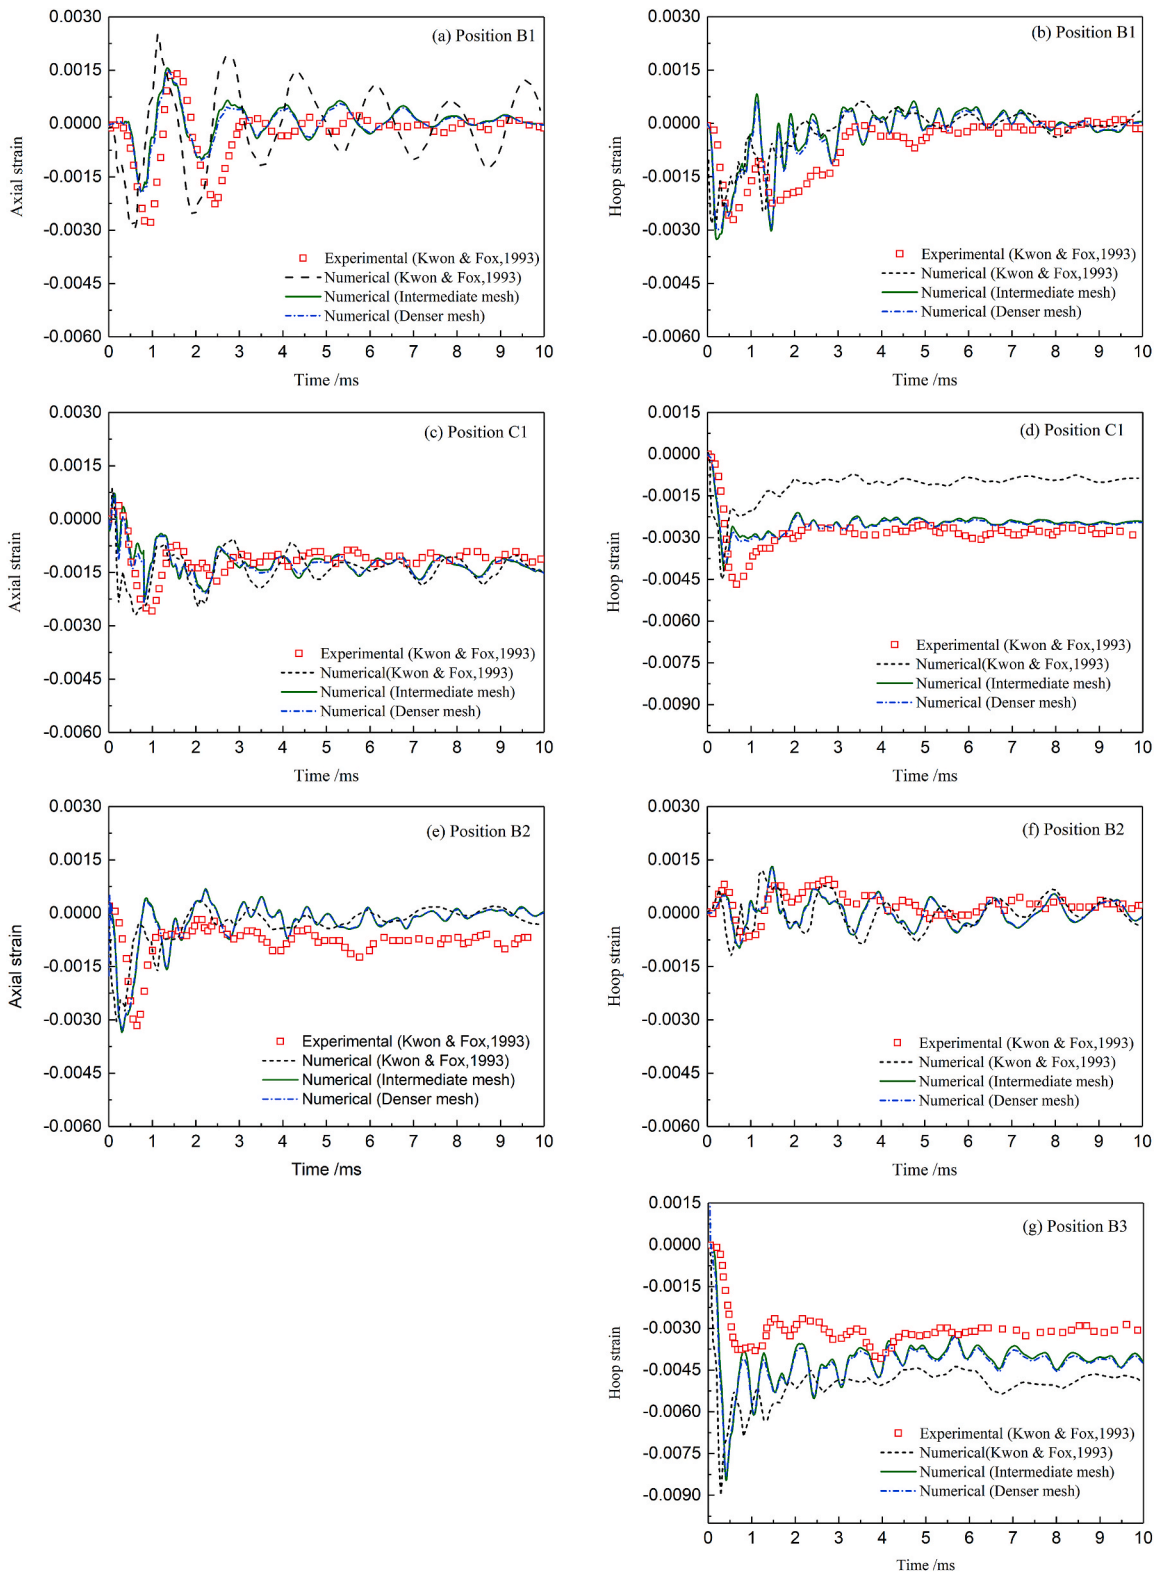 (a) Position B1
Axial strain
0.0030
0.0015
0.0000
-0.0015
-0.0030
-0.0045
-0.0060
Experimental (Kwon & Fox,1993)
Numerical (Kwon & Fox,1993)
Numerical (Intermediate mesh)
Numerical (Denser mesh)
0 1 2 3 4 5 6 7 8 9 10
Time /ms
(b) Position B1
Hoop strain
0.0030
0.0015
0.0000
-0.0015
-0.0030
-0.0045
-0.0060
Experimental (Kwon & Fox,1993)
Numerical (Kwon & Fox,1993)
Numerical (Intermediate mesh)
Numerical (Denser mesh)
0 1 2 3 4 5 6 7 8 9 10
Time /ms
(c) Position C1
Axial strain
0.0030
0.0015
0.0000
-0.0015
-0.0030
-0.0045
-0.0060
Experimental (Kwon & Fox,1993)
Numerical(Kwon & Fox,1993)
Numerical (Intermediate mesh)
Numerical (Denser mesh)
0 1 2 3 4 5 6 7 8 9 10
Time /ms
(d) Position C1
Hoop strain
0.0015
0.0000
-0.0015
-0.0030
-0.0045
-0.0060
-0.0075
-0.0090
Experimental (Kwon & Fox,1993)
Numerical(Kwon & Fox,1993)
Numerical (Intermediate mesh)
Numerical (Denser mesh)
0 1 2 3 4 5 6 7 8 9 10
Time /ms
(e) Position B2
Axial strain
0.0030
0.0015
0.0000
-0.0015
-0.0030
-0.0045
-0.0060
Experimental (Kwon & Fox,1993)
Numerical (Kwon & Fox,1993)
Numerical (Intermediate mesh)
Numerical (Denser mesh)
0 1 2 3 4 5 6 7 8 9 10
Time /ms
(f) Position B2
Hoop strain
0.0030
0.0015
0.0000
-0.0015
-0.0030
-0.0045
-0.0060
Experimental (Kwon & Fox,1993)
Numerical (Kwon & Fox,1993)
Numerical (Intermediate mesh)
Numerical (Denser mesh)
0 1 2 3 4 5 6 7 8 9 10
Time /ms
(g) Position B3
Hoop strain
0.0015
0.0000
-0.0015
-0.0030
-0.0045
-0.0060
-0.0075
-0.0090
Experimental (Kwon & Fox,1993)
Numerical(Kwon & Fox,1993)
Numerical (Intermediate mesh)
Numerical (Denser mesh)
0 1 2 3 4 5 6 7 8 9 10
Time /ms